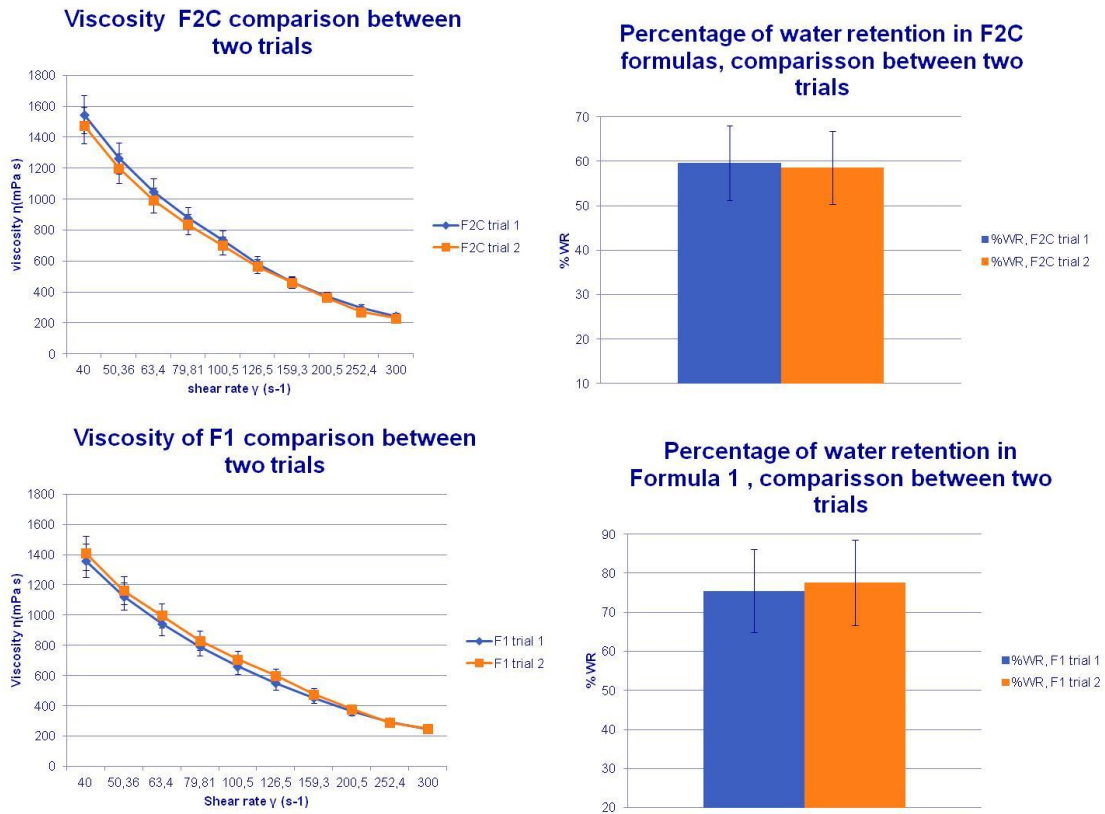 Viscosity F2C comparison between
two trials
1800
1600
1400
1200
1000
800
600
400
200
0
viscosity η(mPa s)
40 50,36 63,4 79,81 100,5 126,5 159,3 200,5 252,4 300
shear rate γ (s-1)
F2C trial 1
F2C trial 2
Percentage of water retention in F2C
formulas, comparisson between two
trials
70
60
50
40
30
20
10
% WR
%WR, F2C trial 1
%WR, F2C trial 2
Viscosity of F1 comparison between
two trials
1800
1600
1400
1200
1000
800
600
400
200
0
Viscosity η(mPa s)
40 50,36 63,4 79,81 100,5 126,5 159,3 200,5 252,4 300
Shear rate γ (s-1)
F1 trial 1
F1 trial 2
Percentage of water retention in
Formula 1 , comparisson between two
trials
90
80
70
60
50
40
30
20
% WR
%WR, F1 trial 1
%WR, F1 trial 2